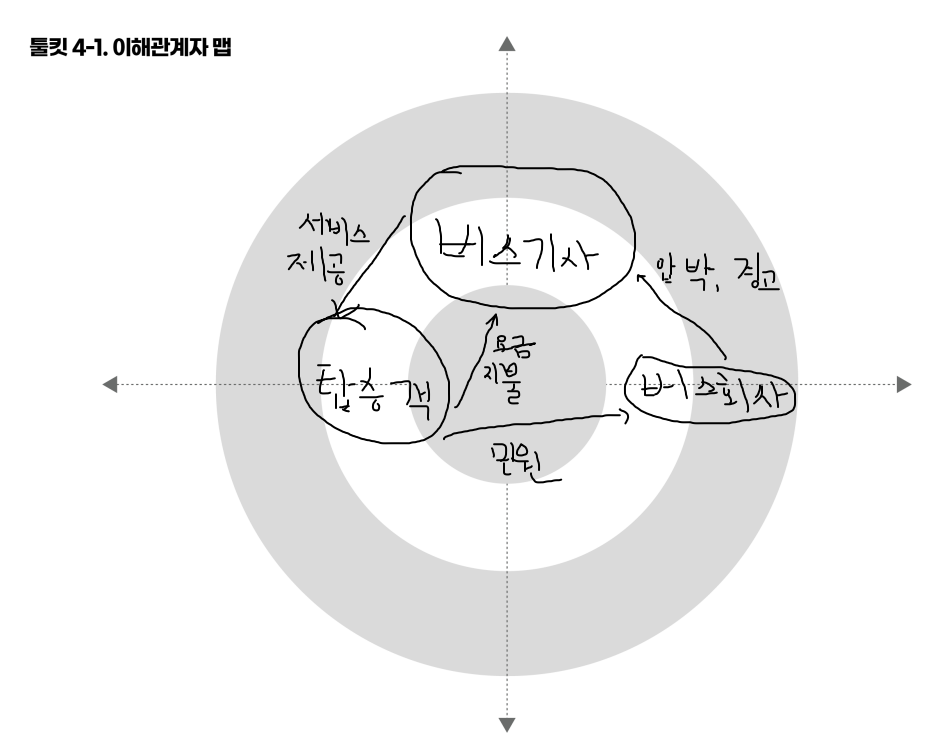 툴킷 4-1. 이해관계자 맵
서비스
제공
버스기사
압박, 경고
요금
지불
탑승객
버스회사
민원